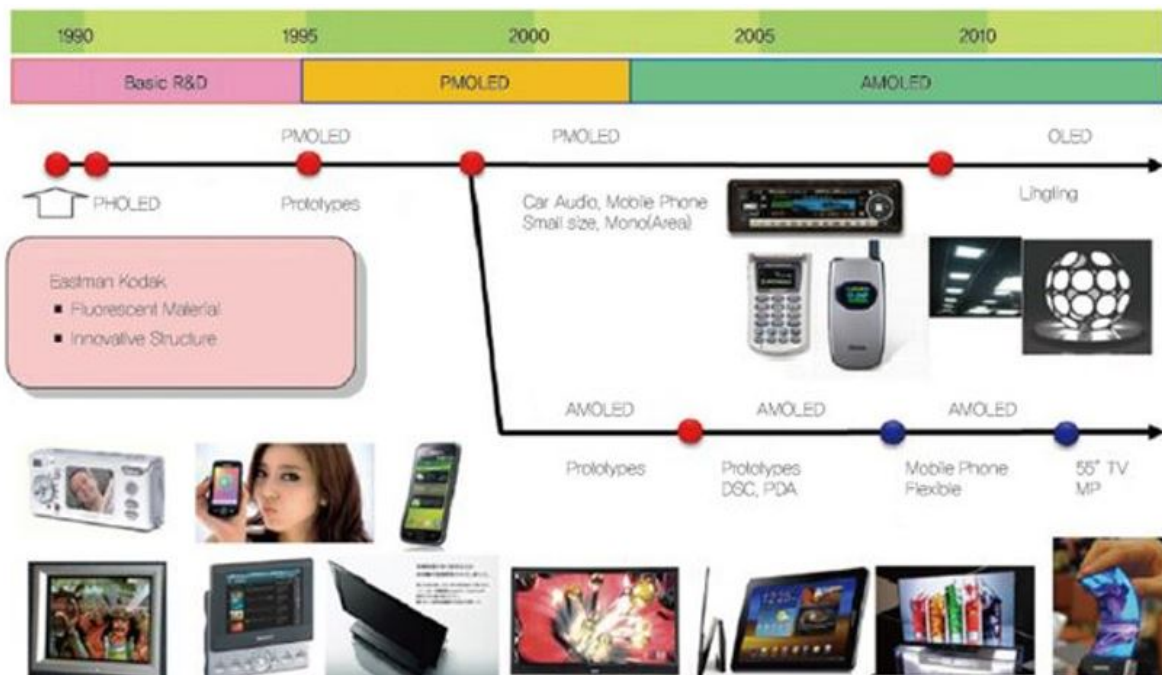 1990 1995 2000 2005 2010
Basic R&D PMOLED AMOLED
PMOLED PMOLED OLED
PHOLED Prototypes Car Audio, Mobile Phone Lihgling
Small size, Mono(Area)
Eastman Kodak
■ Fluorescent Material
■ Innovative Structure
AMOLED AMOLED AMOLED
Prototypes Prototypes Mobile Phone 55" TV
DSC, PDA Flexible MP